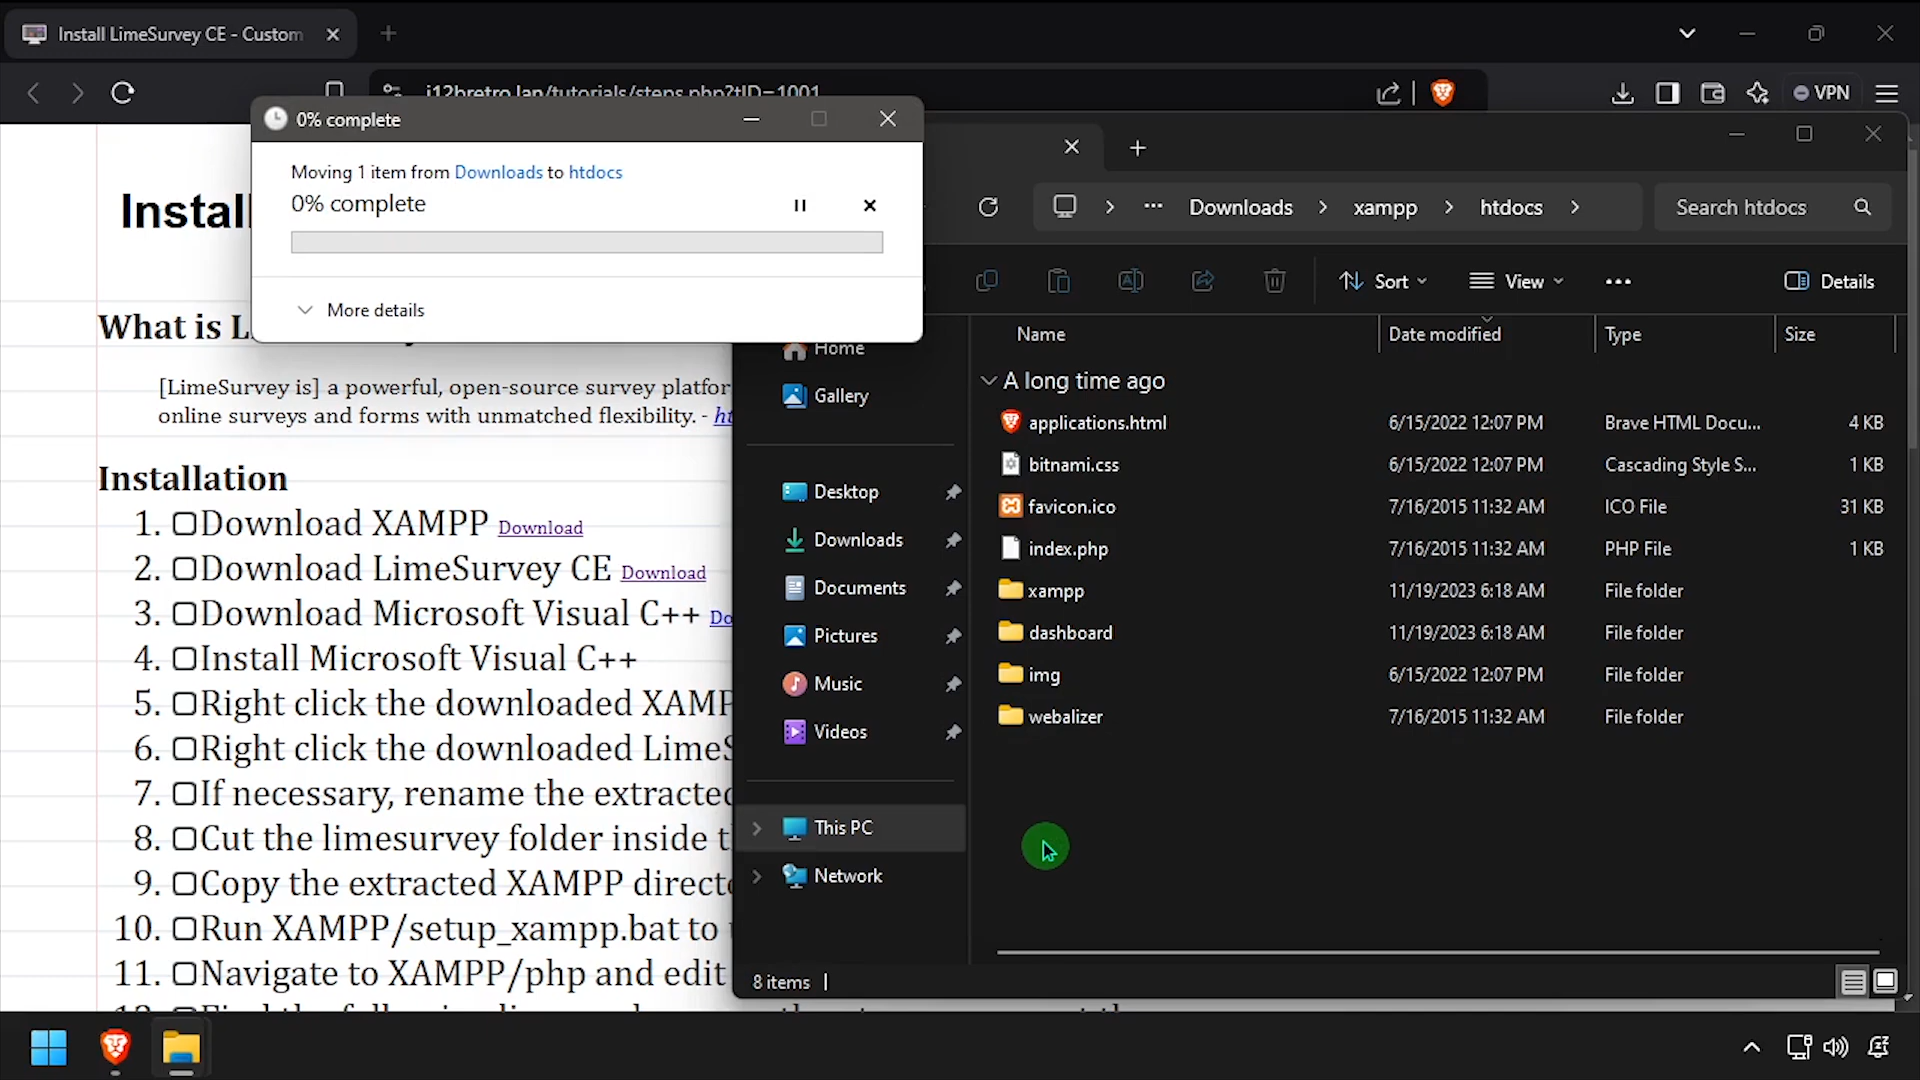 Install LimeSurvey CE - Custom
i12bretro.lan/tutorials/steps.php?tID=1001
VPN
0% complete
Moving 1 item from Downloads to htdocs
0% complete
More details
Downloads
xampp
htdocs
Search htdocs
Sort
View
Details
Install
What is L
[LimeSurvey is] a powerful, open-source survey platfor
online surveys and forms with unmatched flexibility. - ht
Installation
1. Download XAMPP Download
2. Download LimeSurvey CE Download
3. Download Microsoft Visual C++ Do
4. Install Microsoft Visual C++
5. Right click the downloaded XAMP
6. Right click the downloaded LimeS
7. If necessary, rename the extracted
8. Cut the limesurvey folder inside t
9. Copy the extracted XAMPP directo
10. Run XAMPP/setup_xampp.bat to
11. Navigate to XAMPP/php and edit
Home
Gallery
Desktop
Downloads
Documents
Pictures
Music
Videos
This PC
Network
Name Date modified Type Size
A long time ago
applications.html 6/15/2022 12:07 PM Brave HTML Docu... 4 KB
bitnami.css 6/15/2022 12:07 PM Cascading Style S... 1 KB
favicon.ico 7/16/2015 11:32 AM ICO File 31 KB
index.php 7/16/2015 11:32 AM PHP File 1 KB
xampp 11/19/2023 6:18 AM File folder
dashboard 11/19/2023 6:18 AM File folder
img 6/15/2022 12:07 PM File folder
webalizer 7/16/2015 11:32 AM File folder
8 items